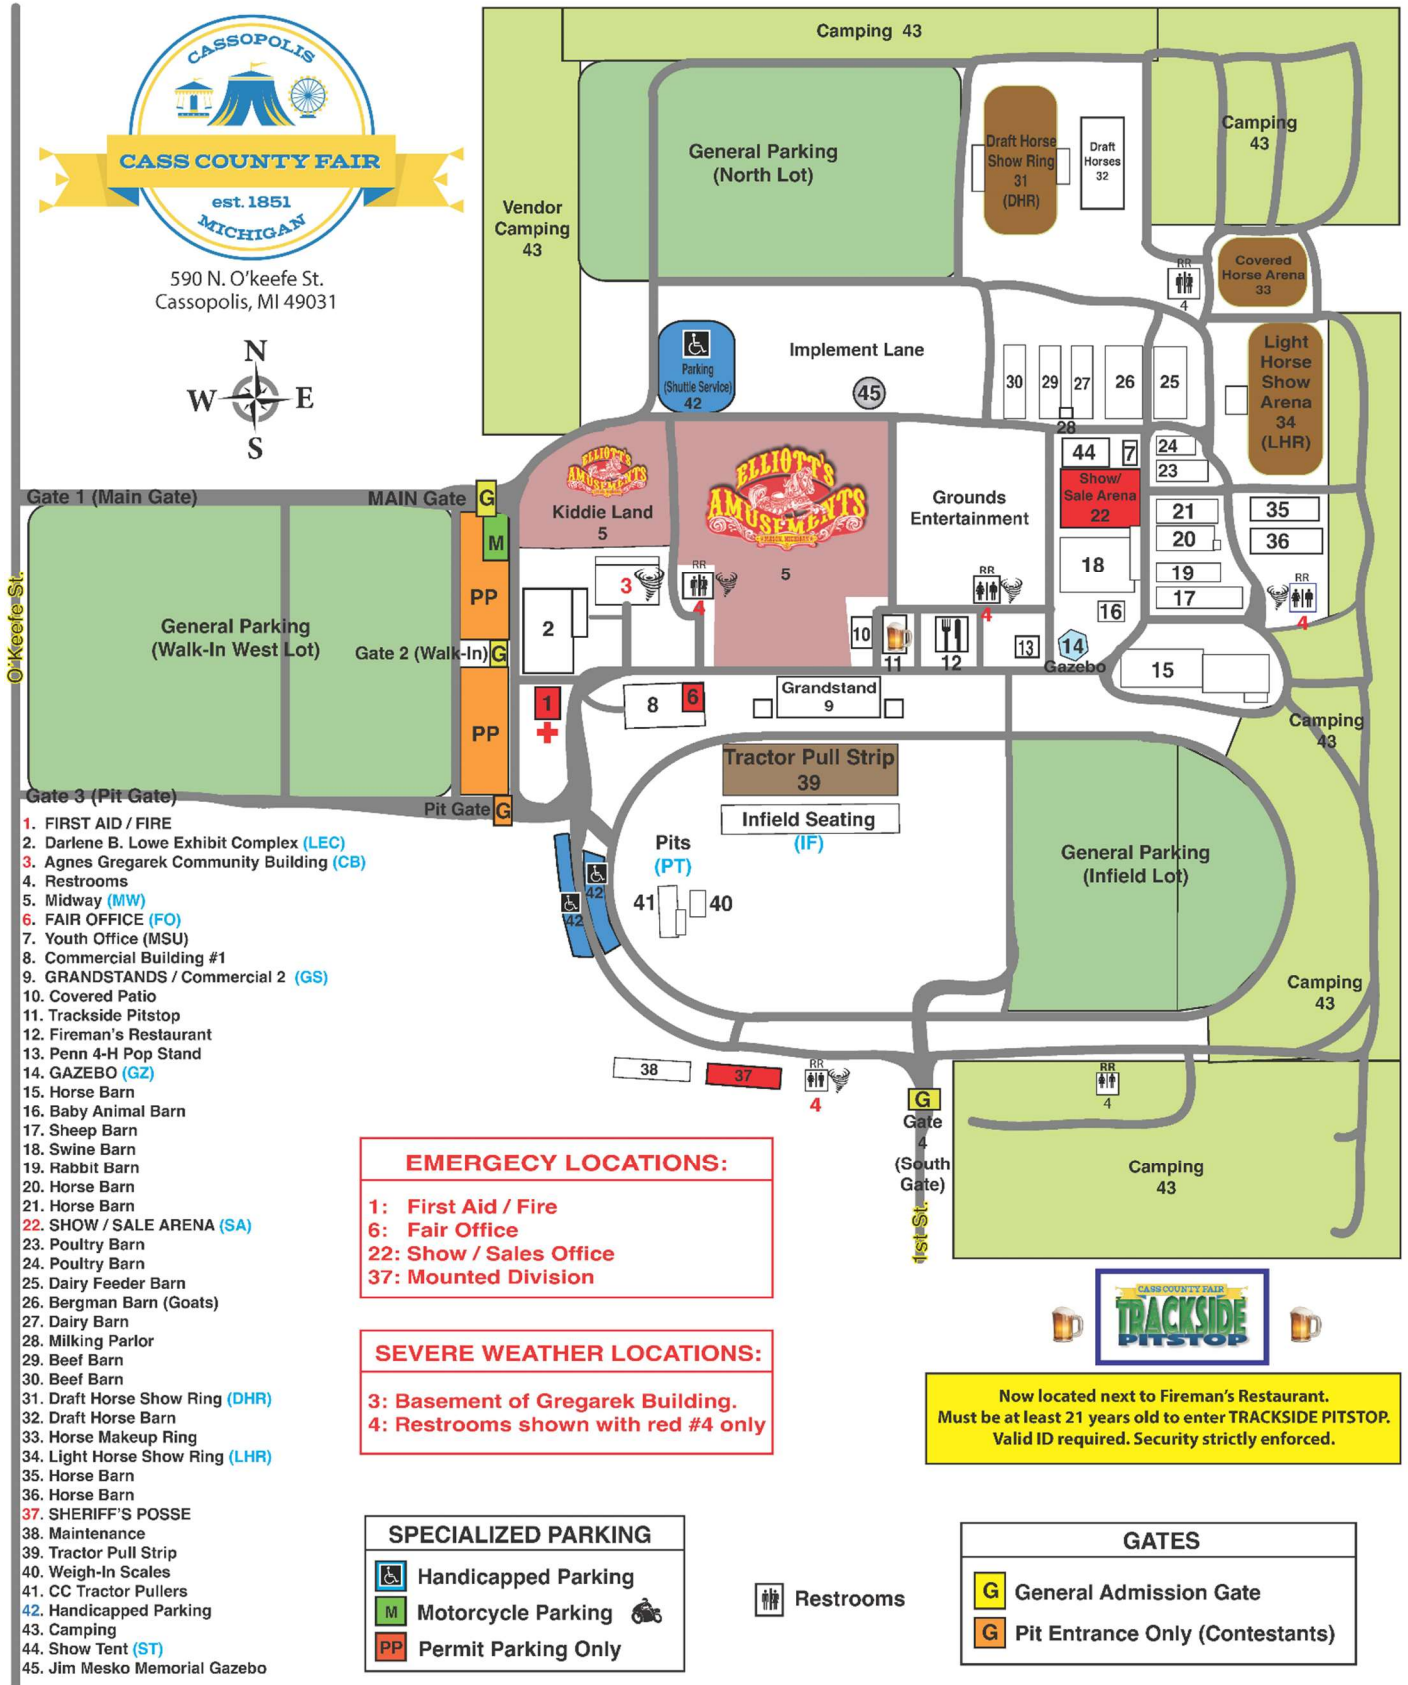 CASSOPOLIS
CASS COUNTY FAIR
est. 1851
MICHIGAN
590 N. O'keefe St.
Cassopolis, MI 49031
N
W E
S
Camping 43
General Parking
(North Lot)
Vendor
Camping
43
Draft Horse
Show Ring
31
(DHR)
Draft
Horses
32
Camping
43
RR
4
Covered
Horse Arena
33
Parking
(Shuttle Service)
42
Implement Lane
45
30
29
27
26
25
28
Light
Horse
Show
Arena
34
(LHR)
ELLIOTT'S
AMUSEMENTS
Kiddie Land
5
ELLIOTT'S
AMUSEMENTS
5
Grounds
Entertainment
44
7
24
23
Show/
Sale Arena
22
21
20
19
17
18
16
35
36
RR
4
Gate 1 (Main Gate)
MAIN Gate
G
M
PP
General Parking
(Walk-In West Lot)
Gate 2 (Walk-In)
G
PP
O'Keefe St.
Gate 3 (Pit Gate)
Pit Gate
G
2
3
RR
4
RR
4
10
11
12
13
14
Gazebo
15
1
8
6
Grandstand
9
Camping
43
Tractor Pull Strip
39
Infield Seating
(IF)
Pits
(PT)
41
40
General Parking
(Infield Lot)
42
42
Camping
43
38
37
RR
4
G
Gate
4
(South
Gate)
1st St.
RR
4
Camping
43
1. FIRST AID / FIRE
2. Darlene B. Lowe Exhibit Complex (LEC)
3. Agnes Gregarek Community Building (CB)
4. Restrooms
5. Midway (MW)
6. FAIR OFFICE (FO)
7. Youth Office (MSU)
8. Commercial Building #1
9. GRANDSTANDS / Commercial 2 (GS)
10. Covered Patio
11. Trackside Pitstop
12. Fireman's Restaurant
13. Penn 4-H Pop Stand
14. GAZEBO (GZ)
15. Horse Barn
16. Baby Animal Barn
17. Sheep Barn
18. Swine Barn
19. Rabbit Barn
20. Horse Barn
21. Horse Barn
22. SHOW / SALE ARENA (SA)
23. Poultry Barn
24. Poultry Barn
25. Dairy Feeder Barn
26. Bergman Barn (Goats)
27. Dairy Barn
28. Milking Parlor
29. Beef Barn
30. Beef Barn
31. Draft Horse Show Ring (DHR)
32. Draft Horse Barn
33. Horse Makeup Ring
34. Light Horse Show Ring (LHR)
35. Horse Barn
36. Horse Barn
37. SHERIFF'S POSSE
38. Maintenance
39. Tractor Pull Strip
40. Weigh-In Scales
41. CC Tractor Pullers
42. Handicapped Parking
43. Camping
44. Show Tent (ST)
45. Jim Mesko Memorial Gazebo
EMERGECY LOCATIONS:
1: First Aid / Fire
6: Fair Office
22: Show / Sales Office
37: Mounted Division
SEVERE WEATHER LOCATIONS:
3: Basement of Gregarek Building.
4: Restrooms shown with red #4 only
CASS COUNTY FAIR
TRACKSIDE
PITSTOP
Now located next to Fireman's Restaurant.
Must be at least 21 years old to enter TRACKSIDE PITSTOP.
Valid ID required. Security strictly enforced.
SPECIALIZED PARKING
Handicapped Parking
M Motorcycle Parking
PP Permit Parking Only
Restrooms
GATES
G General Admission Gate
G Pit Entrance Only (Contestants)